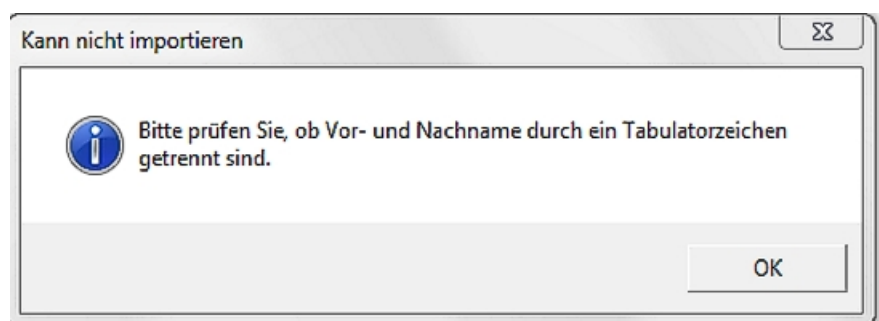 Kann nicht importieren
Bitte prüfen Sie, ob Vor- und Nachname durch ein Tabulatorzeichen
getrennt sind.
OK